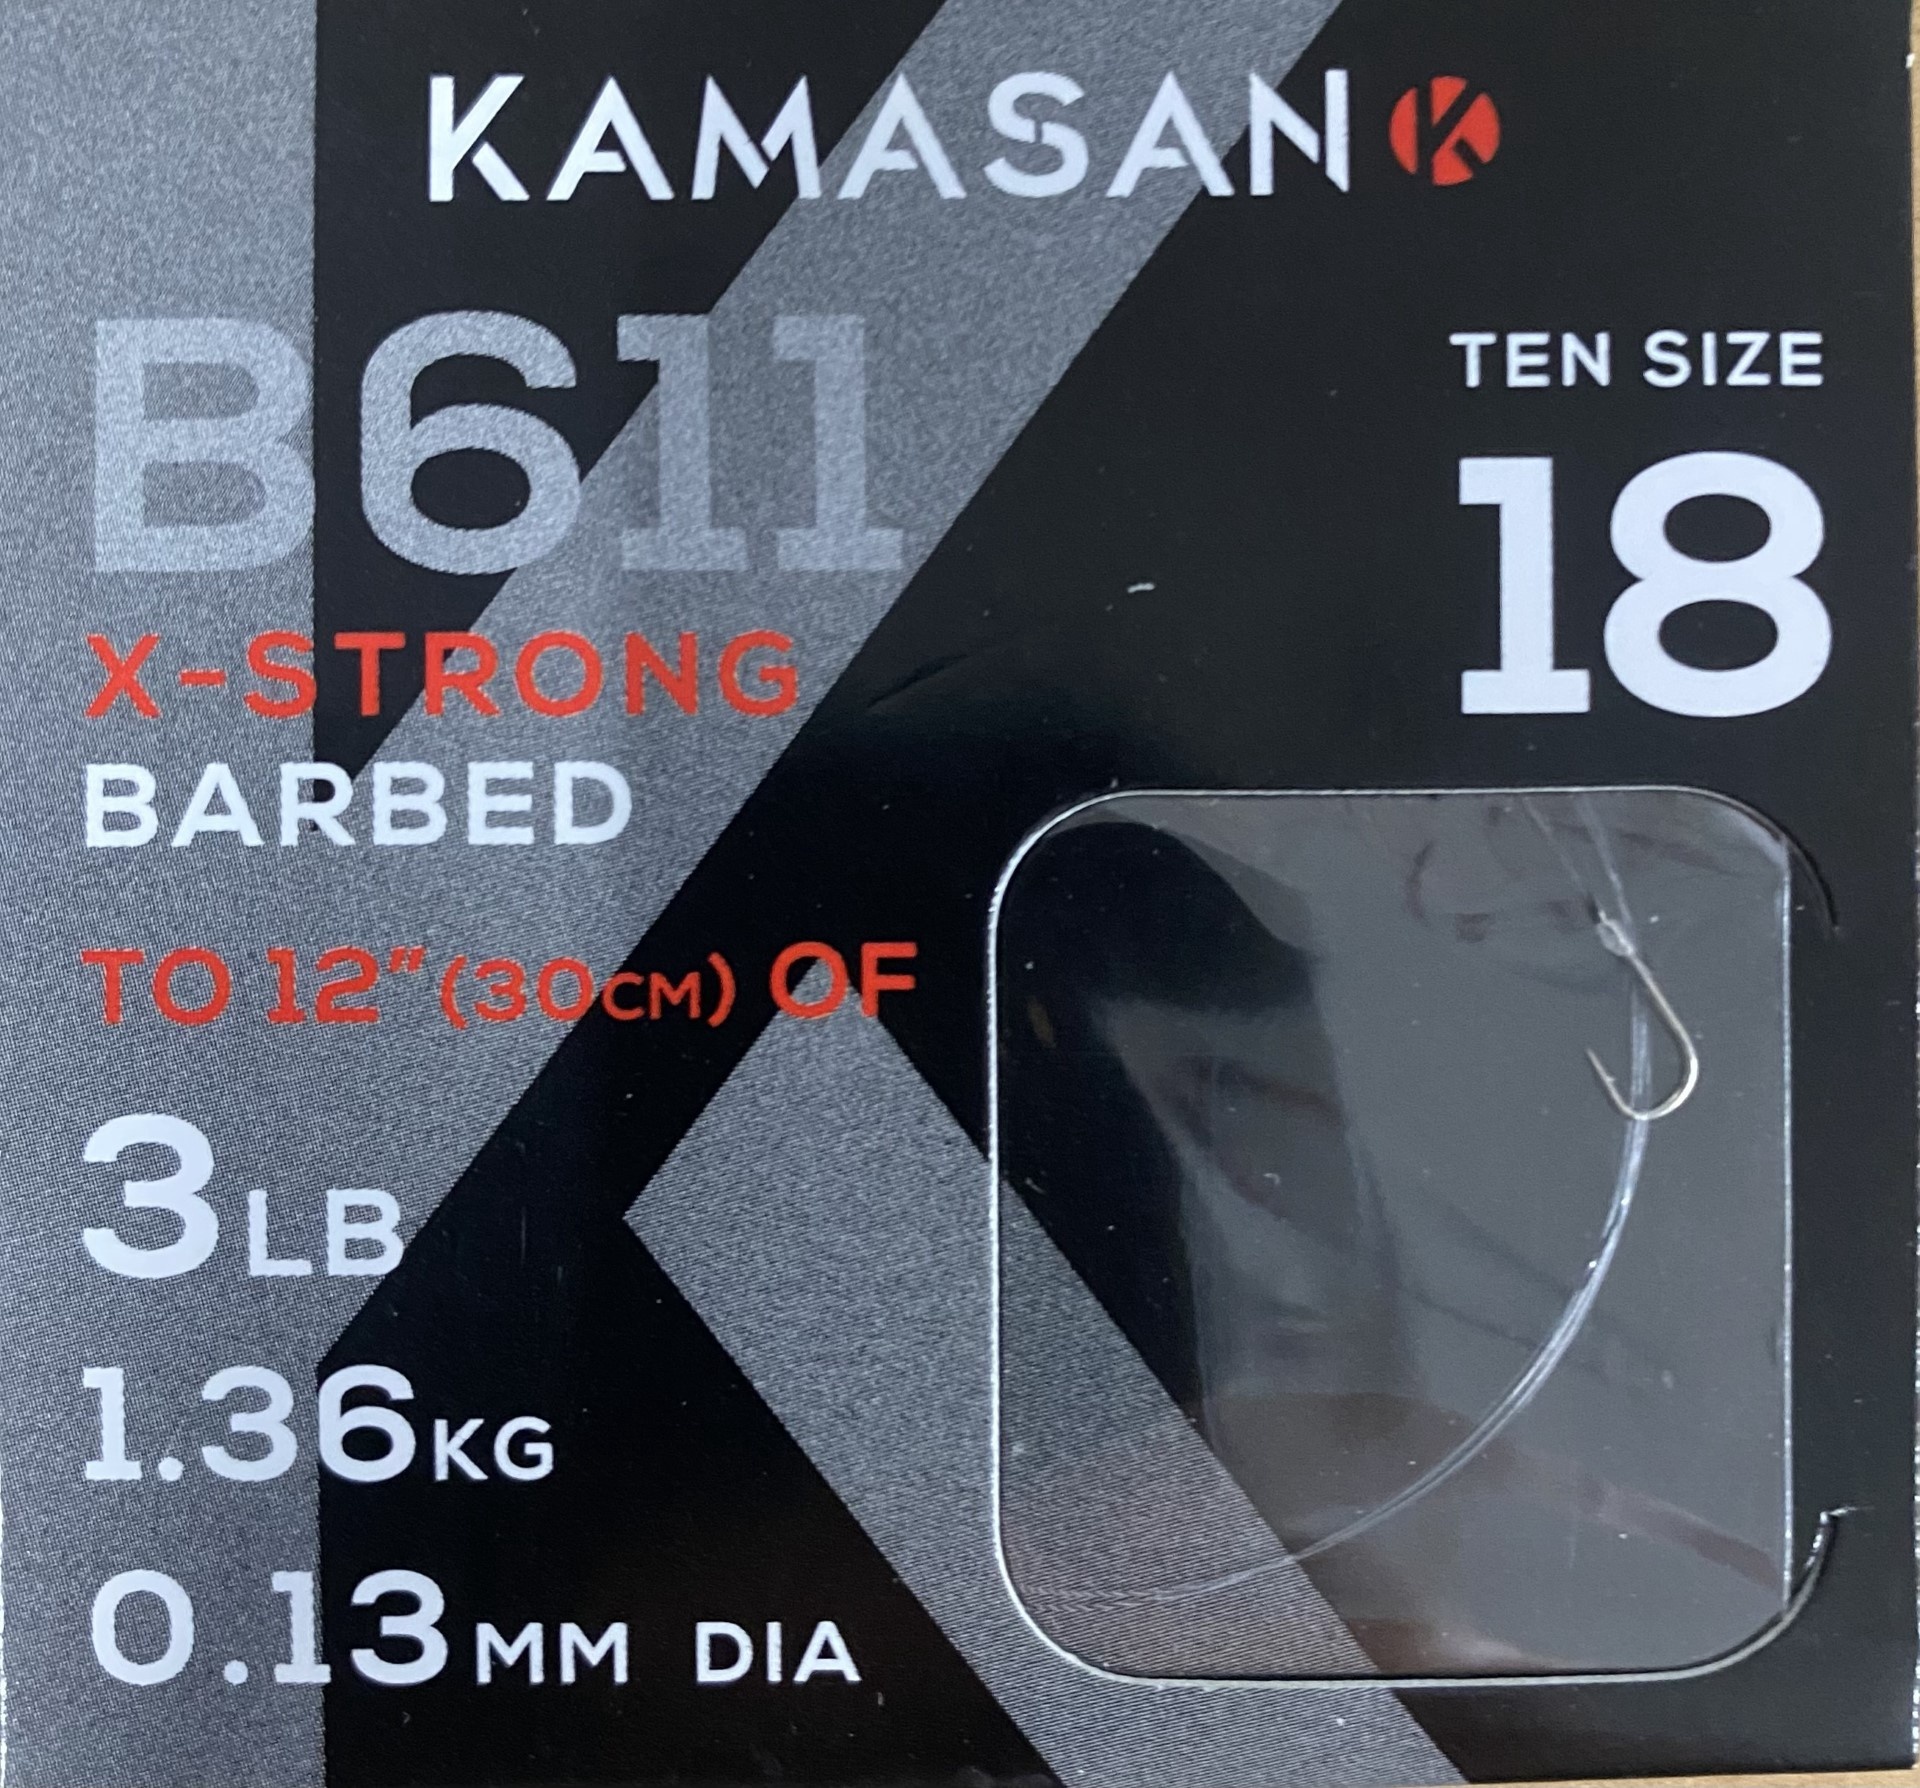 KAMASAN K
B611
X-STRONG
BARBED
TO 12" (30CM) OF
3LB
1.36KG
0.13MM DIA
TEN SIZE
18